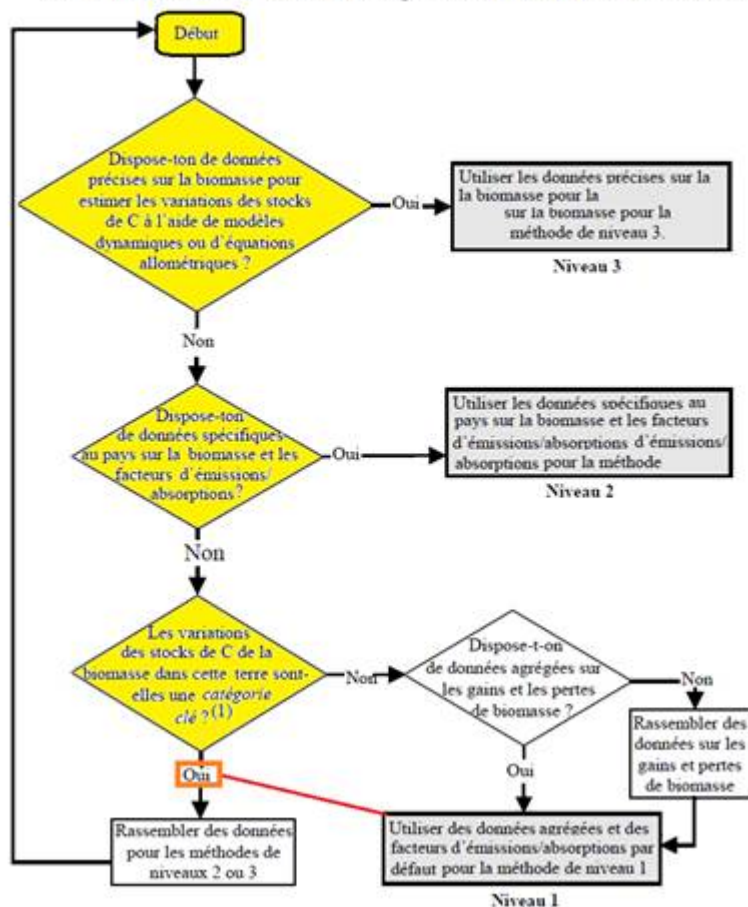 Début
Dispose-ton de données
précises sur la biomasse pour
estimer les variations des stocks
de C à l'aide de modèles
dynamiques ou d'équations
allométriques ?
Oui
Utiliser les données précises sur la
la biomasse pour la
sur la biomasse pour la
méthode de niveau 3.
Niveau 3
Non
Dispose-ton
de données spécifiques
au pays sur la biomasse et les
facteurs d'émissions/
absorptions?
Oui
Utiliser les données spécifiques au
pays sur la biomasse et les facteurs
d'émissions/absorptions d'émissions/
absorptions pour la méthode
Niveau 2
Non
Les variations
des stocks de C de la
biomasse dans cette terre sont-
elles une catégorie
clé ?(1)
Non
Dispose-t-on
de données agrégées sur
les gains et les pertes
de biomasse ?
Non
Rassembler des
données sur les
gains et pertes
de biomasse
Oui
Oui
Rassembler des données
pour les méthodes de
niveaux 2 ou 3
Utiliser des données agrégées et des
facteurs d'émissions/absorptions par
défaut pour la méthode de niveau 1
Niveau 1